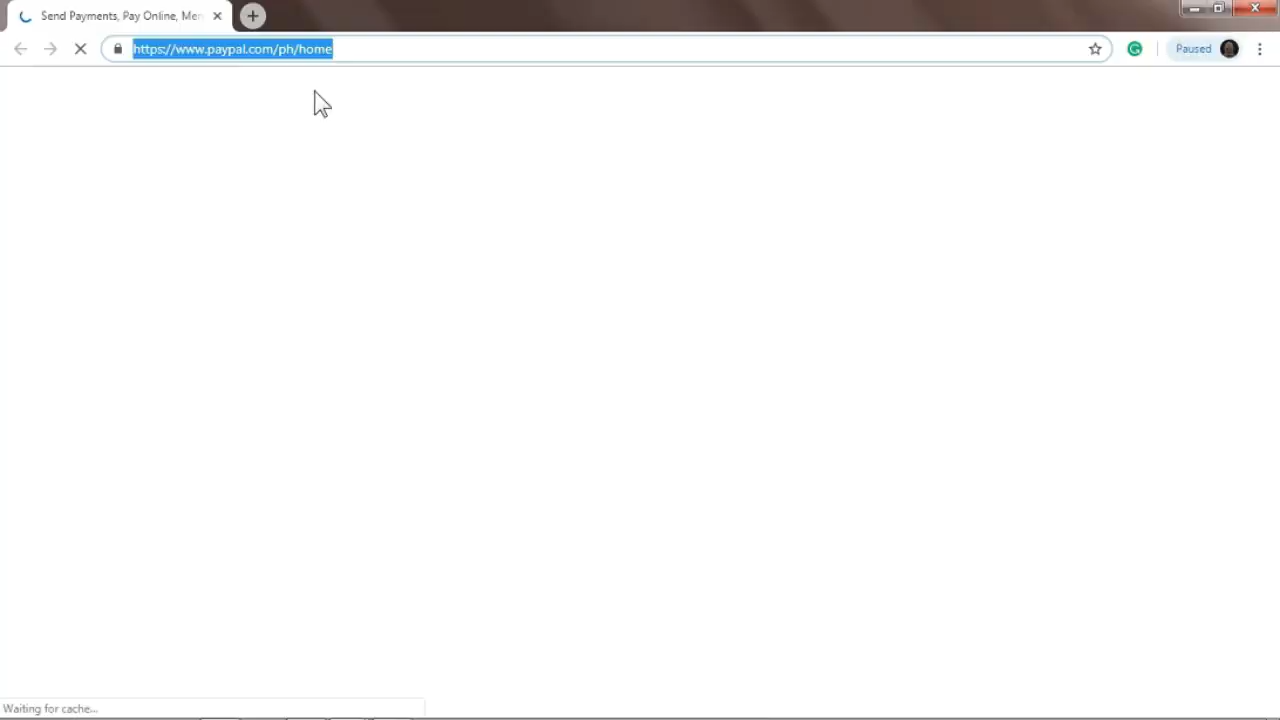 Send Payments, Pay Online, Mer
https://www.paypal.com/ph/home
Paused
Waiting for cache...